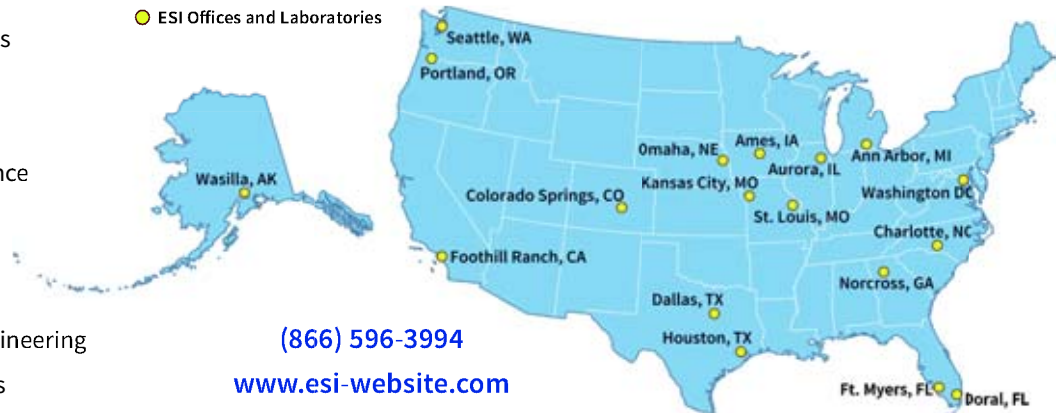 ESI Offices and Laboratories
s
Seattle, WA
Portland, OR
Ames, IA
Omaha, NE
Ann Arbor, MI
Aurora, IL
nce
Wasilla, AK
Kansas City, MO
Washington DC
Colorado Springs, CO
St. Louis, MO
Charlotte, NC
Foothill Ranch, CA
Norcross, GA
Dallas, TX
ineering
(866) 596-3994
Houston, TX
s
www.esi-website.com
Ft. Myers, FL
Doral, FL